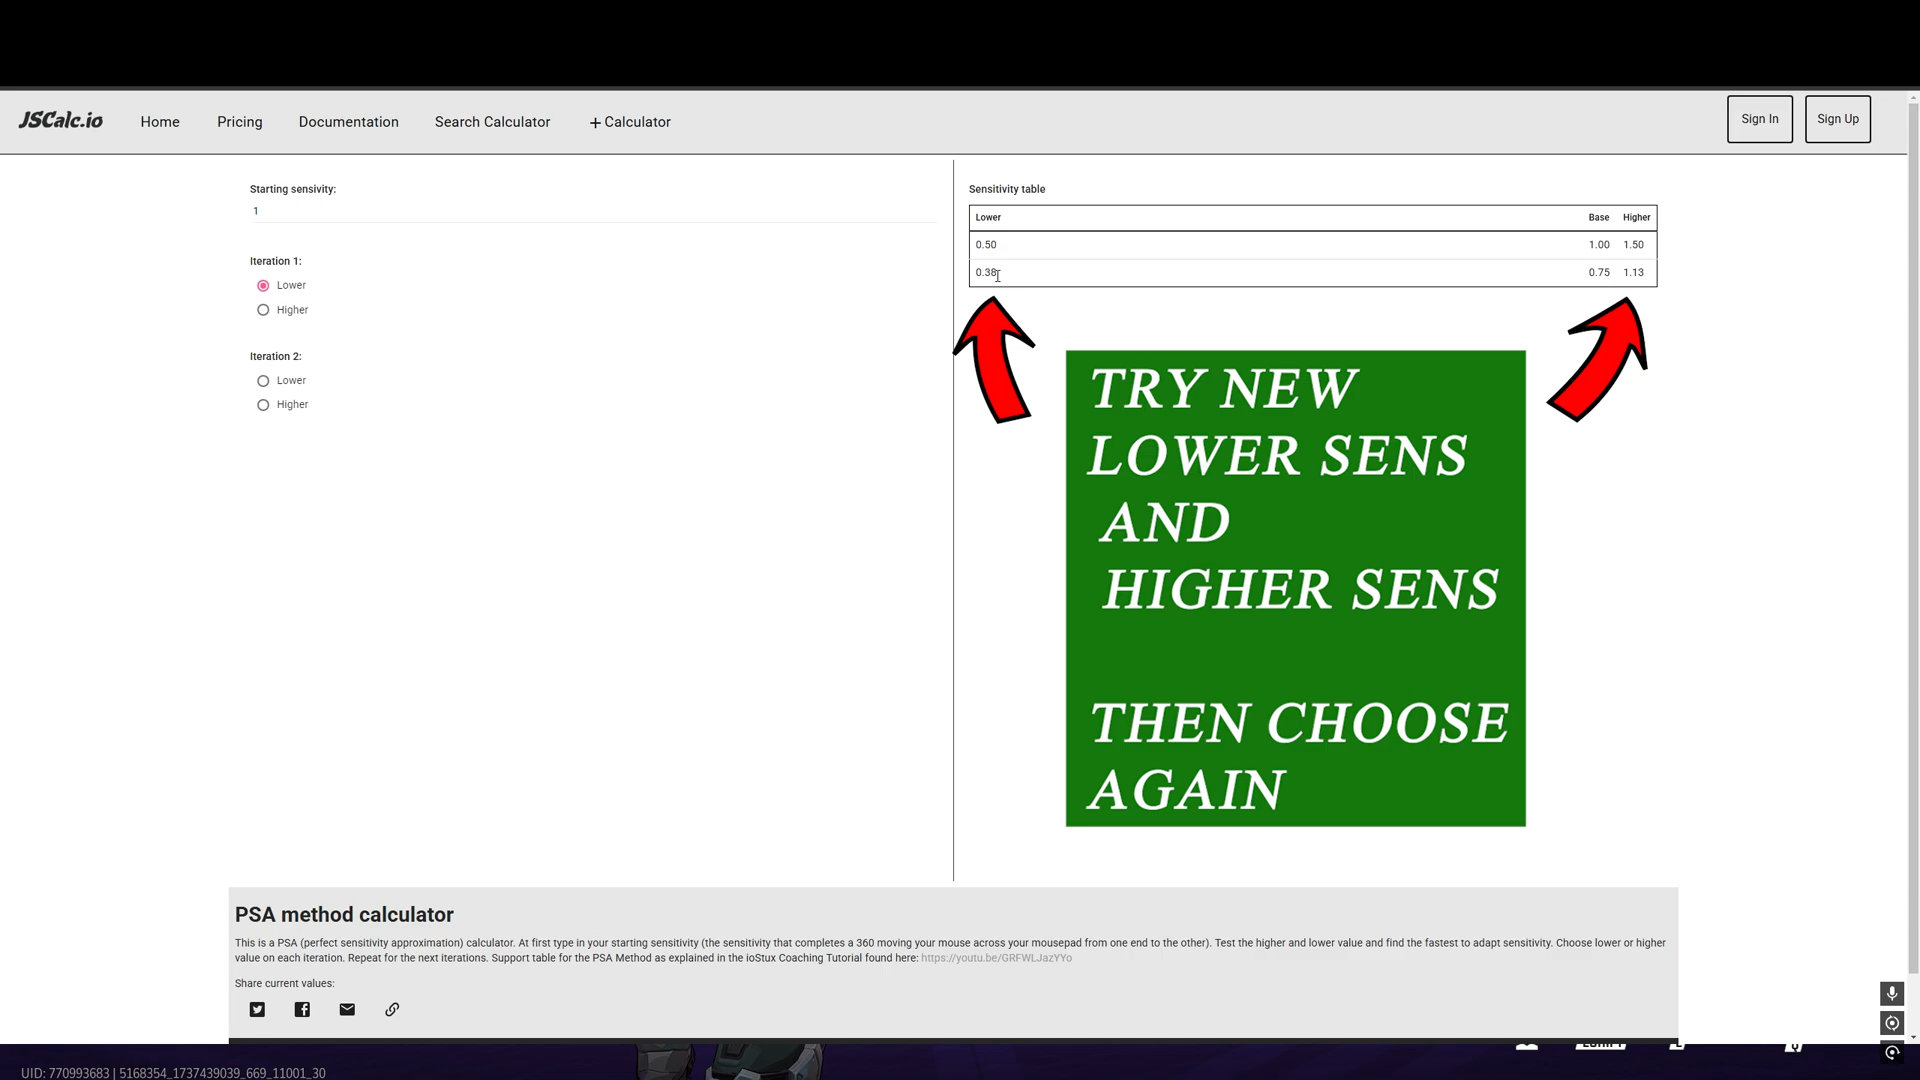 JSCalc.io Home Pricing Documentation Search Calculator + Calculator Sign In Sign Up
Starting sensivity:
1
Iteration 1:
Lower
Higher
Iteration 2:
Lower
Higher
Sensitivity table
Lower Base Higher
0.50 1.00 1.50
0.38 0.75 1.13
TRY NEW
LOWER SENS
AND
HIGHER SENS
THEN CHOOSE
AGAIN
PSA method calculator
This is a PSA (perfect sensitivity approximation) calculator. At first type in your starting sensitivity (the sensitivity that completes a 360 moving your mouse across your mousepad from one end to the other). Test the higher and lower value and find the fastest to adapt sensitivity. Choose lower or higher
value on each iteration. Repeat for the next iterations. Support table for the PSA Method as explained in the ioStux Coaching Tutorial found here: https://youtu.be/GRFWLJazYYo
Share current values:
UID: 770993683 | 5168354_1737439039_669_11001_30